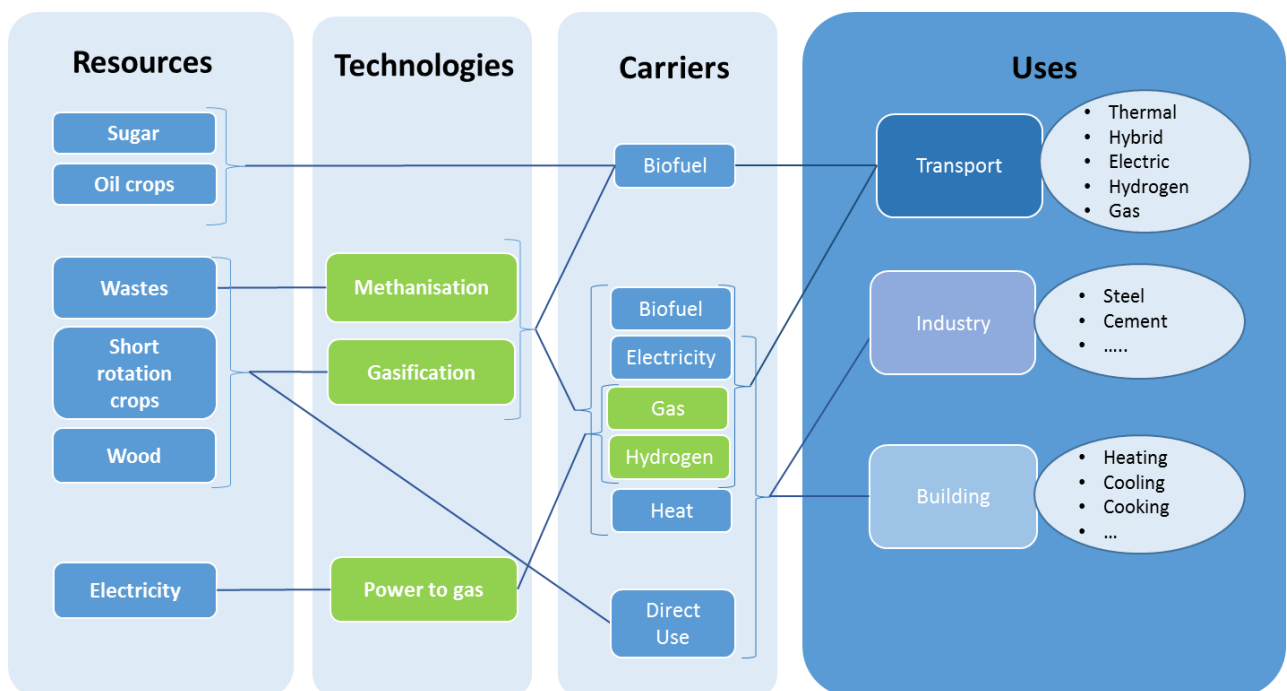 Resources
Sugar
Oil crops
Wastes
Short
rotation
crops
Wood
Electricity
Technologies
Methanisation
Gasification
Power to gas
Carriers
Biofuel
Biofuel
Electricity
Gas
Hydrogen
Heat
Direct
Use
Uses
Transport
• Thermal
• Hybrid
• Electric
• Hydrogen
• Gas
Industry
• Steel
• Cement
• .....
Building
• Heating
• Cooling
• Cooking
• ...